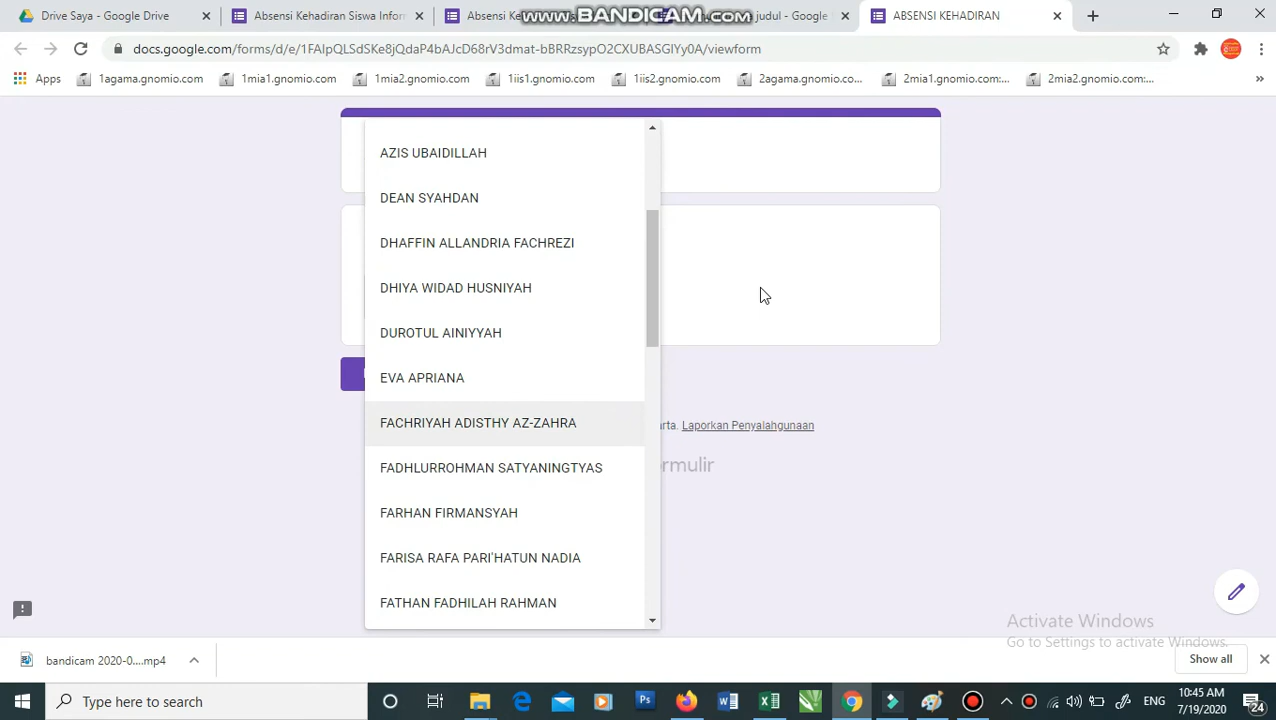 Drive Saya - Google Drive
Absensi Kehadiran Siswa Info
Absensi Ke
www.BANDICAM.com
judul - Google
ABSENSI KEHADIRAN
docs.google.com/forms/d/e/1FAIpQLSdSKe8jQdaP4bAJcD68rV3dmat-bBRRzsypO2CXUBASGIYy0A/viewform
Apps
1agama.gnomio.com
1mia1.gnomio.com
1mia2.gnomio.com
1iis1.gnomio.com
1iis2.gnomio.com
2agama.gnomio.co...
2mia1.gnomio.com:...
2mia2.gnomio.com:...
AZIS UBAIDILLAH
DEAN SYAHDAN
DHAFFIN ALLANDRIA FACHREZI
DHIYA WIDAD HUSNIYAH
DUROTUL AINIYYAH
EVA APRIANA
FACHRIYAH ADISTHY AZ-ZAHRA
FADHLURROHMAN SATYANINGTYAS
FARHAN FIRMANSYAH
FARISA RAFA PARI'HATUN NADIA
FATHAN FADHILAH RAHMAN
arta. Laporkan Penyalahgunaan
ormulir
Activate Windows
Go to Settings to activate Windows.
bandicam 2020-0....mp4
Show all
Type here to search
ENG
10:45 AM
7/19/2020
24